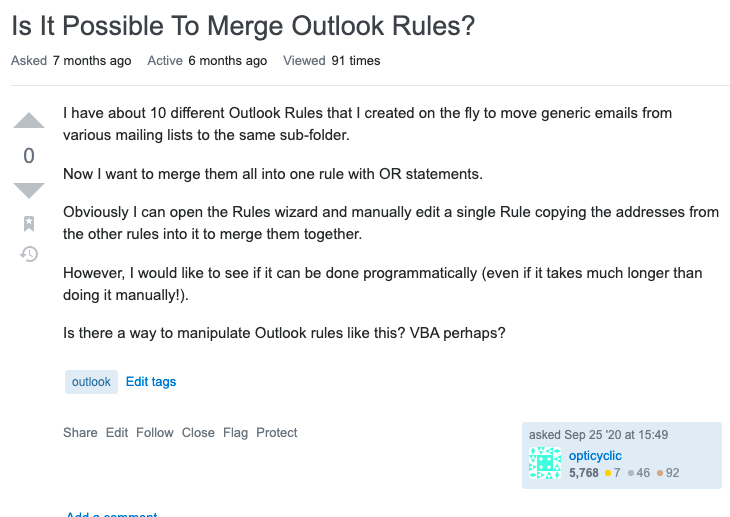 Is It Possible To Merge Outlook Rules?
Asked 7 months ago Active 6 months ago Viewed 91 times
I have about 10 different Outlook Rules that I created on the fly to move generic emails from
various mailing lists to the same sub-folder.
0
Now I want to merge them all into one rule with OR statements.
Obviously I can open the Rules wizard and manually edit a single Rule copying the addresses from
the other rules into it to merge them together.
However, I would like to see if it can be done programmatically (even if it takes much longer than
doing it manually!).
Is there a way to manipulate Outlook rules like this? VBA perhaps?
outlook Edit tags
Share Edit Follow Close Flag Protect
asked Sep 25 '20 at 15:49
opticyclic
5,768 7 46 92
Add a comment